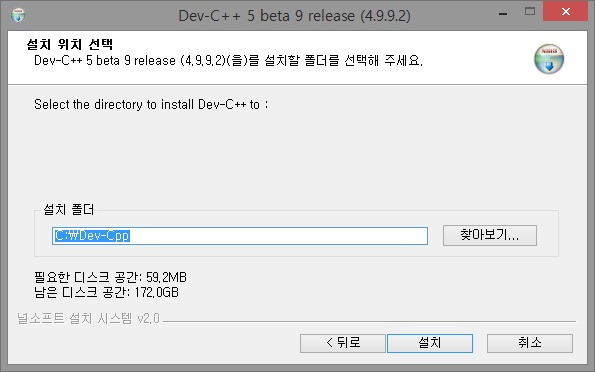 Dev-C++ 5 beta 9 release (4.9.9.2)
설치 위치 선택
Dev-C++ 5 beta 9 release (4.9.9.2)(을)를 설치할 폴더를 선택해 주세요.
Select the directory to install Dev-C++ to :
설치 폴더
C:₩Dev-Cpp
찾아보기...
필요한 디스크 공간: 59.2MB
남은 디스크 공간: 172.0GB
널소프트 설치 시스템 v2.0
< 뒤로 설치 취소